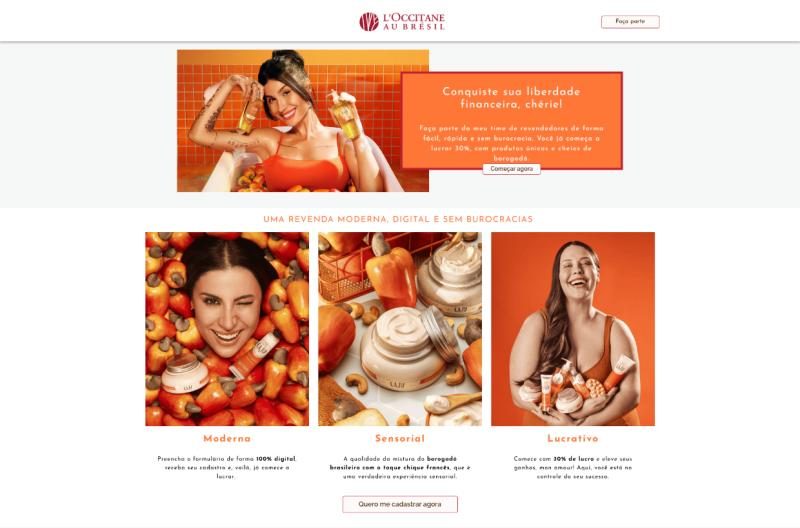 L'OCCITANE
AU BRÉSIL
Faça parte
Conquiste sua liberdade
financeira, chériel
Faça parte do meu time de revendedores de forma
fácil, rápida e sem burocracia. Você já começa a
lucrar 30%, com produtos únicos e cheios de
borogodó.
Começar agora
UMA REVENDA MODERNA, DIGITAL E SEM BUROCRACIAS
Moderna
Sensorial
Lucrativo
Preencha o formulário de forma 100% digital,
receba seu cadastro e, voilà, já comece a
lucrar.
A qualidade da mistura do borogodó
brasileiro com o toque chique francês, que é
uma verdadeira experiência sensorial.
Comece com 30% de lucro e eleve seus
ganhos, mon amour! Aqui, você está no
controle do seu sucesso.
Quero me cadastrar agora